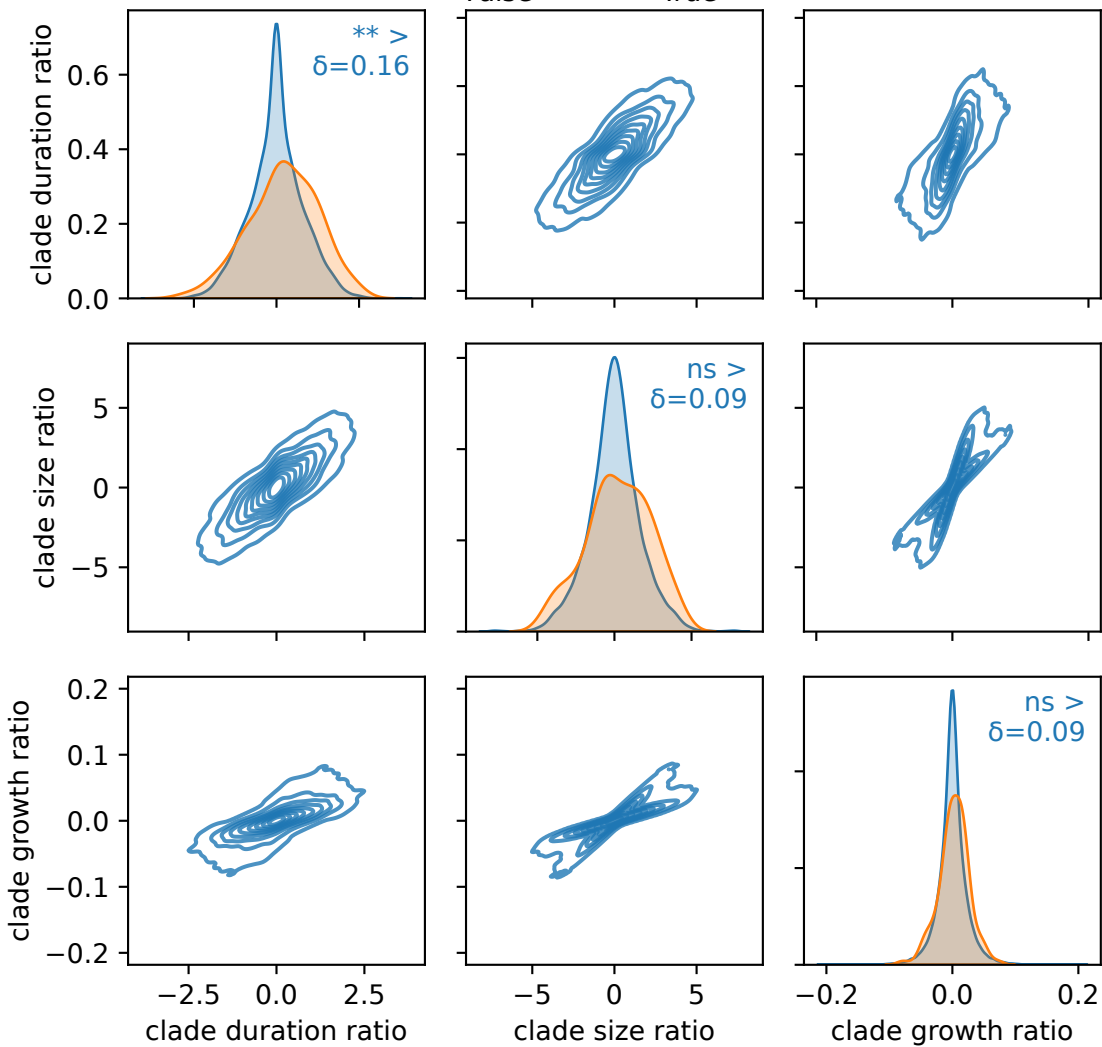 clade duration ratio
0.6
0.4
0.2
0.0
** >
δ=0.16
clade size ratio
5
0
−5
ns >
δ=0.09
clade growth ratio
0.2
0.1
0.0
−0.1
−0.2
ns >
δ=0.09
−2.5 0.0 2.5
−5 0 5
−0.2 0.0 0.2
clade duration ratio
clade size ratio
clade growth ratio